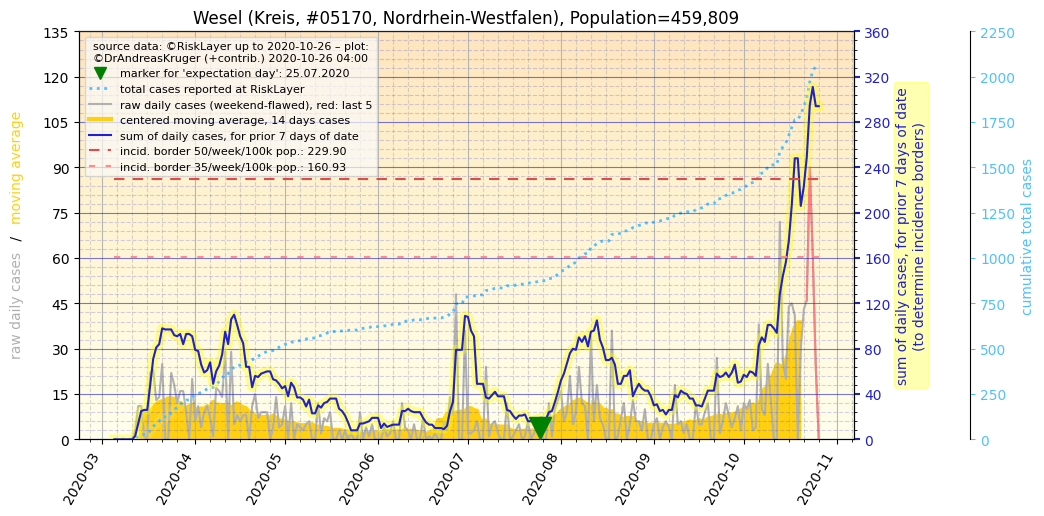 Wesel (Kreis, #05170, Nordrhein-Westfalen), Population=459,809
source data: ©RiskLayer up to 2020-10-26 – plot:
©DrAndreasKruger (+contrib.) 2020-10-26 04:00
marker for 'expectation day': 25.07.2020
total cases reported at RiskLayer
raw daily cases (weekend-flawed), red: last 5
centered moving average, 14 days cases
sum of daily cases, for prior 7 days of date
incid. border 50/week/100k pop.: 229.90
incid. border 35/week/100k pop.: 160.93
raw daily cases / moving average
135
120
105
90
75
60
45
30
15
0
2020-03
2020-04
2020-05
2020-06
2020-07
2020-08
2020-09
2020-10
2020-11
360
320
280
240
200
160
120
80
40
0
sum of daily cases, for prior 7 days of date
(to determine incidence borders)
2250
2000
1750
1500
1250
1000
750
500
250
0
cumulative total cases